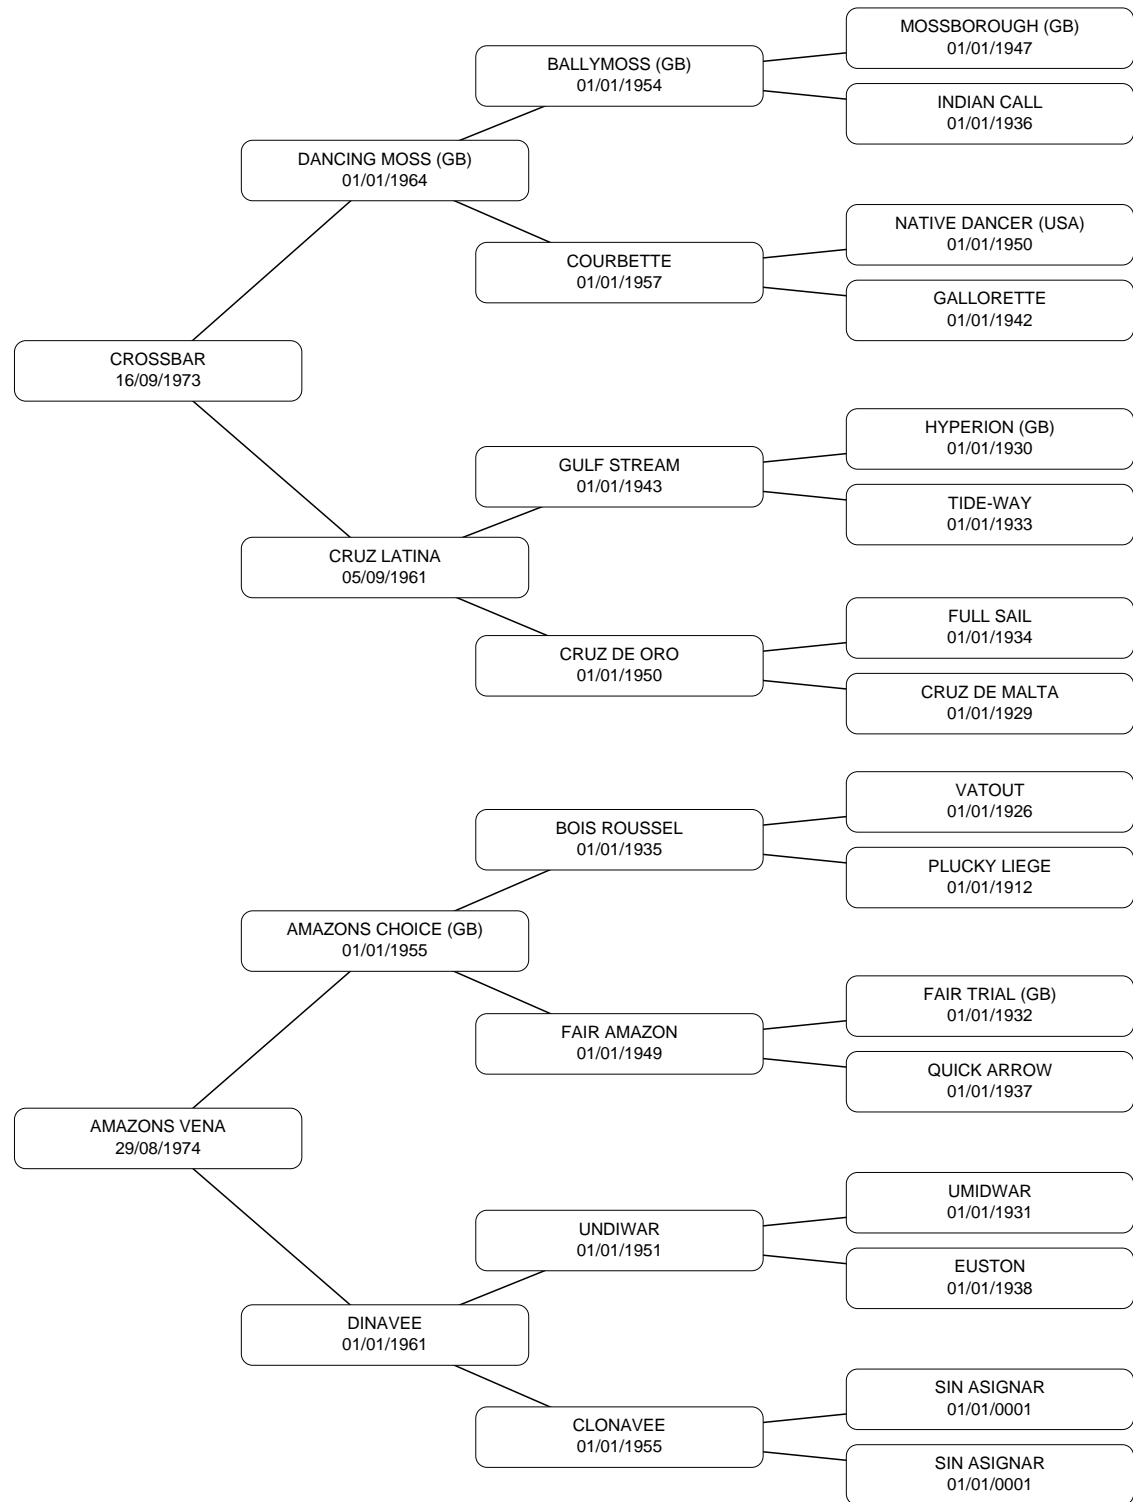 MOSSBOROUGH (GB)
01/01/1947
BALLYMOSS (GB)
01/01/1954
INDIAN CALL
01/01/1936
DANCING MOSS (GB)
01/01/1964
NATIVE DANCER (USA)
01/01/1950
COURBETTE
01/01/1957
GALLORETTE
01/01/1942
CROSSBAR
16/09/1973
HYPERION (GB)
01/01/1930
GULF STREAM
01/01/1943
TIDE-WAY
01/01/1933
CRUZ LATINA
05/09/1961
FULL SAIL
01/01/1934
CRUZ DE ORO
01/01/1950
CRUZ DE MALTA
01/01/1929
VATOUT
01/01/1926
BOIS ROUSSEL
01/01/1935
PLUCKY LIEGE
01/01/1912
AMAZONS CHOICE (GB)
01/01/1955
FAIR TRIAL (GB)
01/01/1932
FAIR AMAZON
01/01/1949
QUICK ARROW
01/01/1937
AMAZONS VENA
29/08/1974
UMIDWAR
01/01/1931
UNDIWAR
01/01/1951
EUSTON
01/01/1938
DINAVEE
01/01/1961
SIN ASIGNAR
01/01/0001
CLONAVEE
01/01/1955
SIN ASIGNAR
01/01/0001